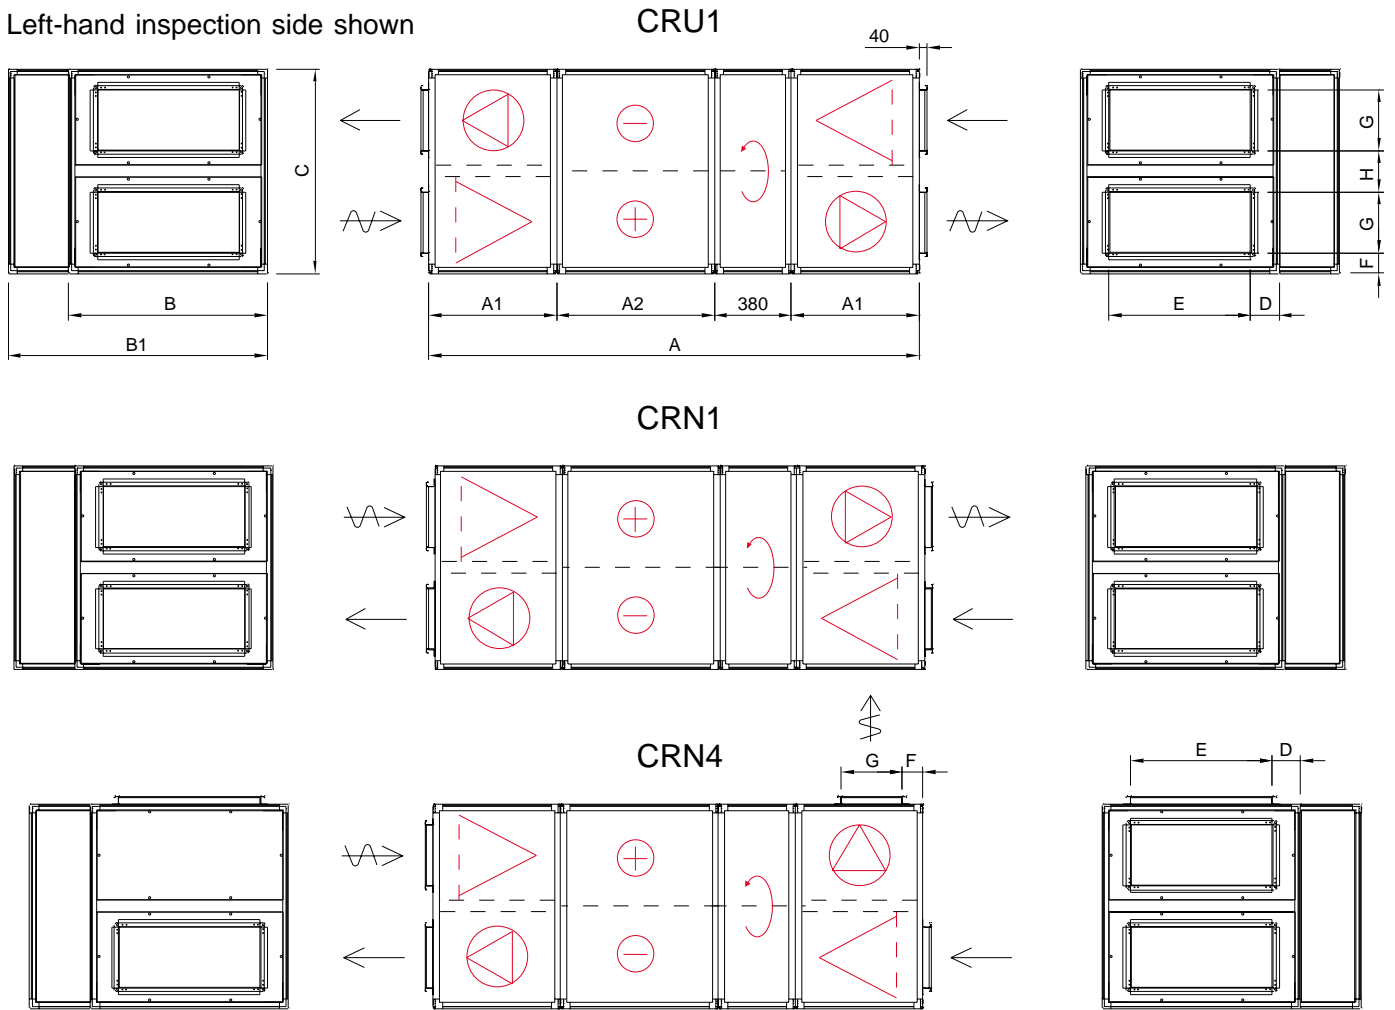 Left-hand inspection side shown
CRU1
40
C
G
H
G
F
B
A1
A2
380
A1
E
D
B1
A
CRN1
CRN4
G
F
E
D